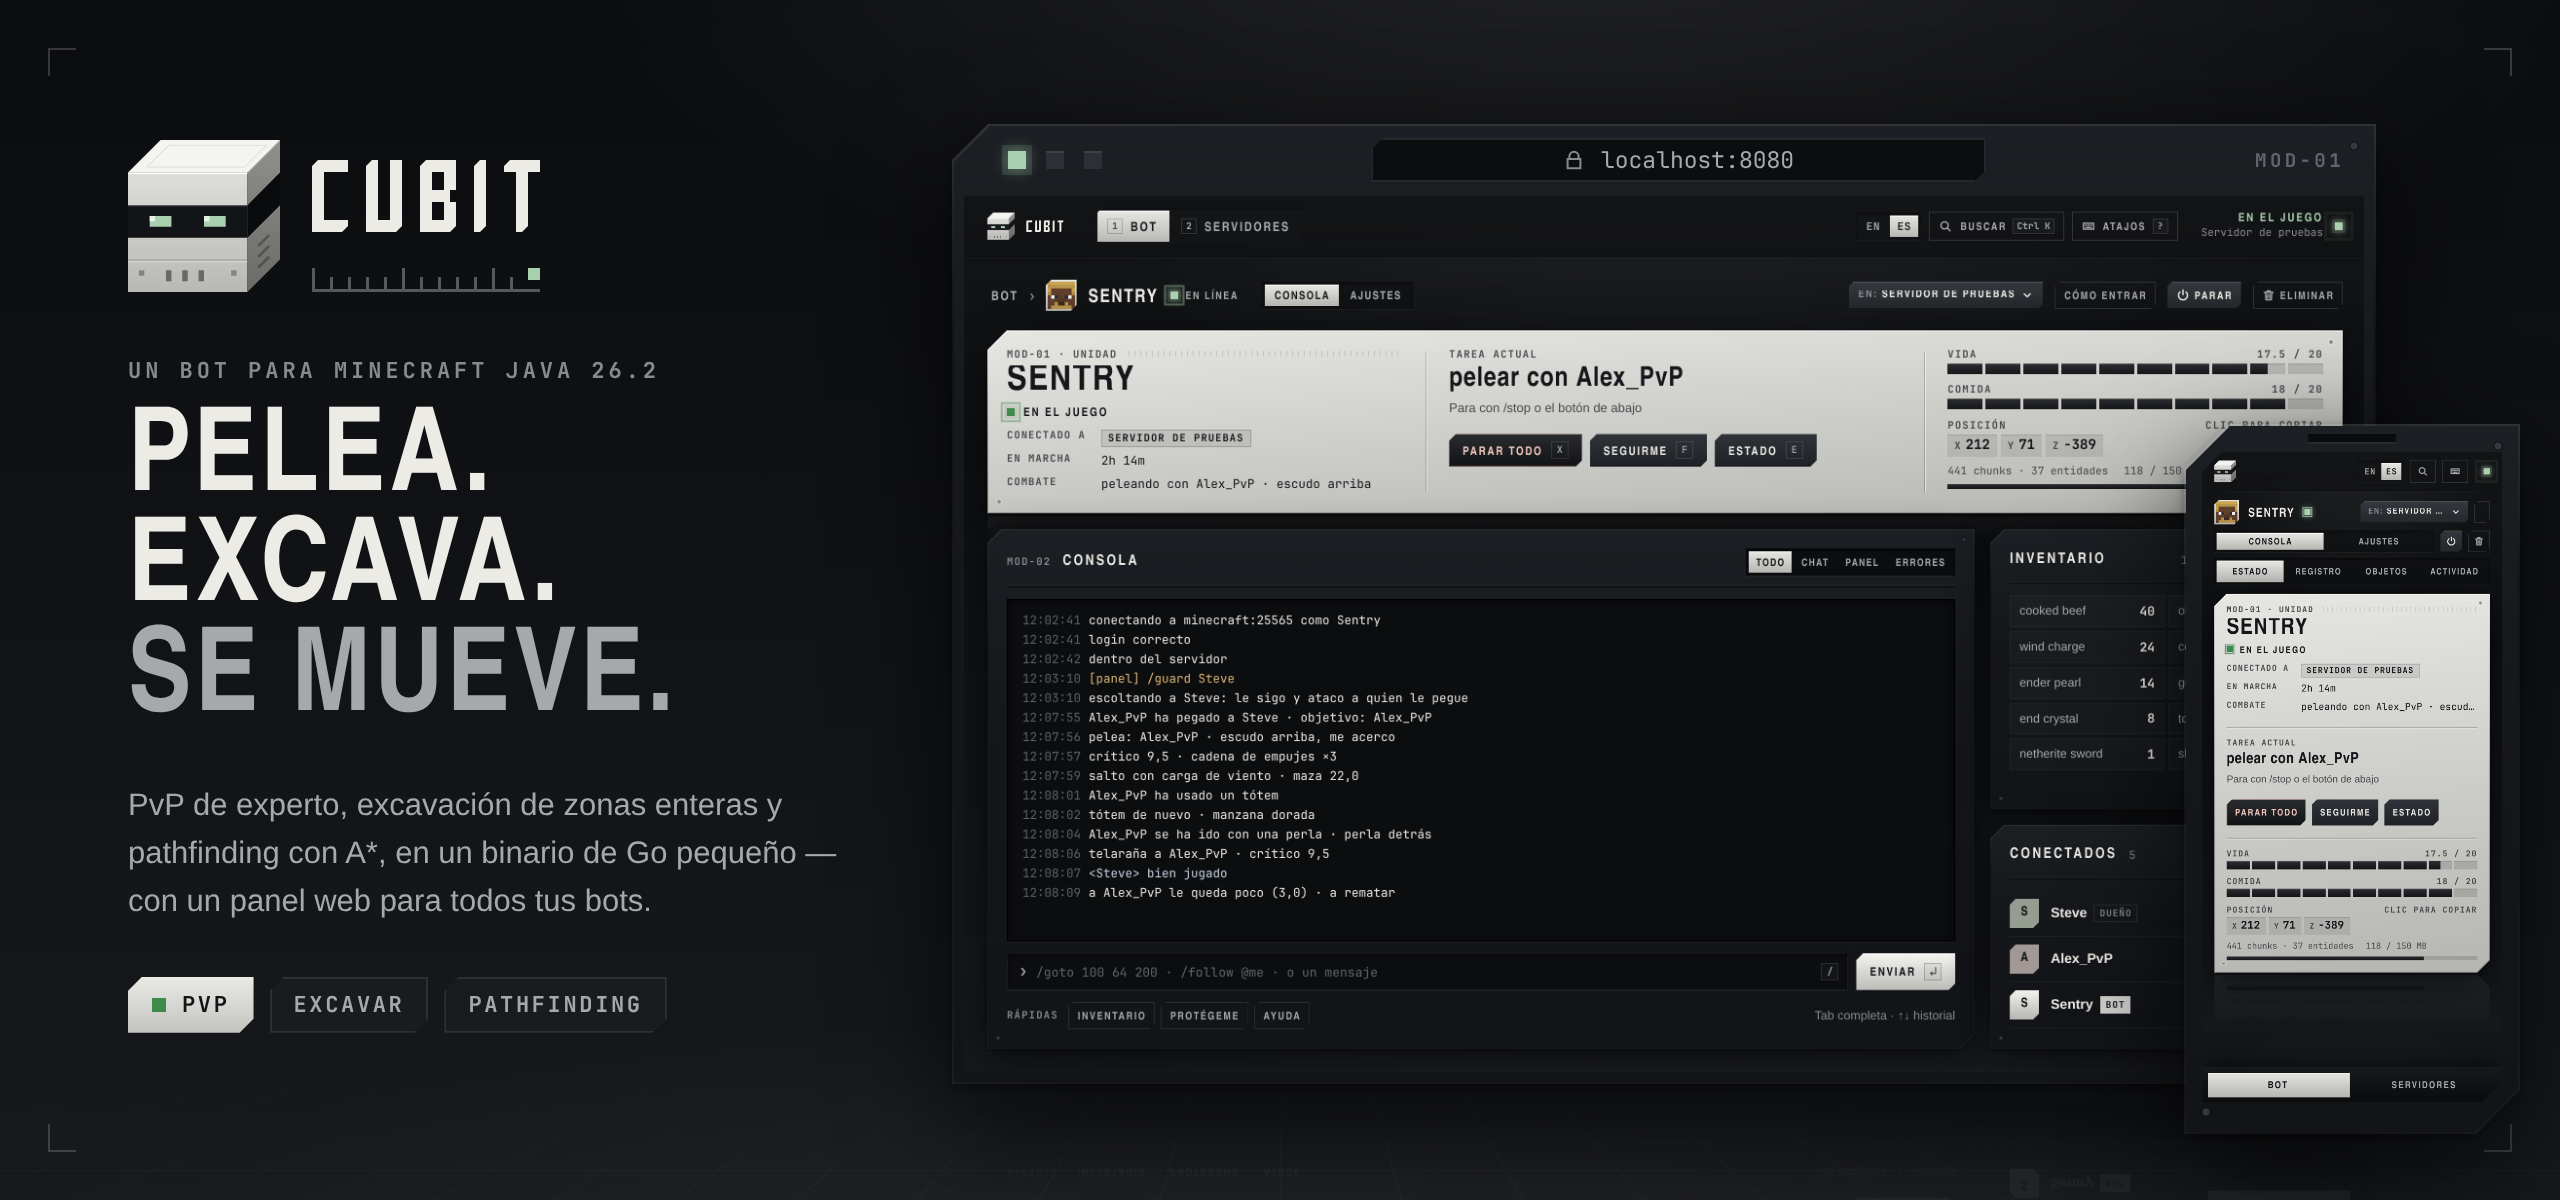 CUBIT
UN BOT PARA MINECRAFT JAVA 26.2
PELEA.
EXCAVA.
SE MUEVE.
PvP de experto, excavación de zonas enteras y
pathfinding con A*, en un binario de Go pequeño —
con un panel web para todos tus bots.
PVP
EXCAVAR
PATHFINDING
localhost:8080
MOD-01
CUBIT
1 BOT
2 SERVIDORES
EN ES
BUSCAR Ctrl K
ATAJOS ?
EN EL JUEGO
Servidor de pruebas
BOT › SENTRY EN LÍNEA
CONSOLA AJUSTES
EN: SERVIDOR DE PRUEBAS
CÓMO ENTRAR
PARAR
ELIMINAR
MOD-01 · UNIDAD
SENTRY
EN EL JUEGO
CONECTADO A SERVIDOR DE PRUEBAS
EN MARCHA 2h 14m
COMBATE peleando con Alex_PvP · escudo arriba
TAREA ACTUAL
pelear con Alex_PvP
Para con /stop o el botón de abajo
PARAR TODO X
SEGUIRME F
ESTADO E
VIDA 17.5 / 20
COMIDA 18 / 20
POSICIÓN CLIC PARA COPIAR
X 212 Y 71 Z -389
441 chunks · 37 entidades 118 / 150
MOD-02 CONSOLA
TODO CHAT PANEL ERRORES
12:02:41 conectando a minecraft:25565 como Sentry
12:02:41 login correcto
12:02:42 dentro del servidor
12:03:10 [panel] /guard Steve
12:03:10 escoltando a Steve: le sigo y ataco a quien le pegue
12:07:55 Alex_PvP ha pegado a Steve · objetivo: Alex_PvP
12:07:56 pelea: Alex_PvP · escudo arriba, me acerco
12:07:57 crítico 9,5 · cadena de empujes ×3
12:07:59 salto con carga de viento · maza 22,0
12:08:01 Alex_PvP ha usado un tótem
12:08:02 tótem de nuevo · manzana dorada
12:08:04 Alex_PvP se ha ido con una perla · perla detrás
12:08:06 telaraña a Alex_PvP · crítico 9,5
12:08:07 <Steve> bien jugado
12:08:09 a Alex_PvP le queda poco (3,0) · a rematar
› /goto 100 64 200 · /follow @me · o un mensaje /
ENVIAR
RÁPIDAS INVENTARIO PROTÉGEME AYUDA
Tab completa · ↑↓ historial
INVENTARIO
cooked beef 40
wind charge 24
ender pearl 14
end crystal 8
netherite sword 1
CONECTADOS 5
S Steve DUEÑO
A Alex_PvP
S Sentry BOT
EN ES
SENTRY
EN: SERVIDOR ...
CONSOLA AJUSTES
ESTADO REGISTRO OBJETOS ACTIVIDAD
MOD-01 · UNIDAD
SENTRY
EN EL JUEGO
CONECTADO A SERVIDOR DE PRUEBAS
EN MARCHA 2h 14m
COMBATE peleando con Alex_PvP · escud…
TAREA ACTUAL
pelear con Alex_PvP
Para con /stop o el botón de abajo
PARAR TODO SEGUIRME ESTADO
VIDA 17.5 / 20
COMIDA 18 / 20
POSICIÓN CLIC PARA COPIAR
X 212 Y 71 Z -389
441 chunks · 37 entidades 118 / 150 MB
BOT SERVIDORES